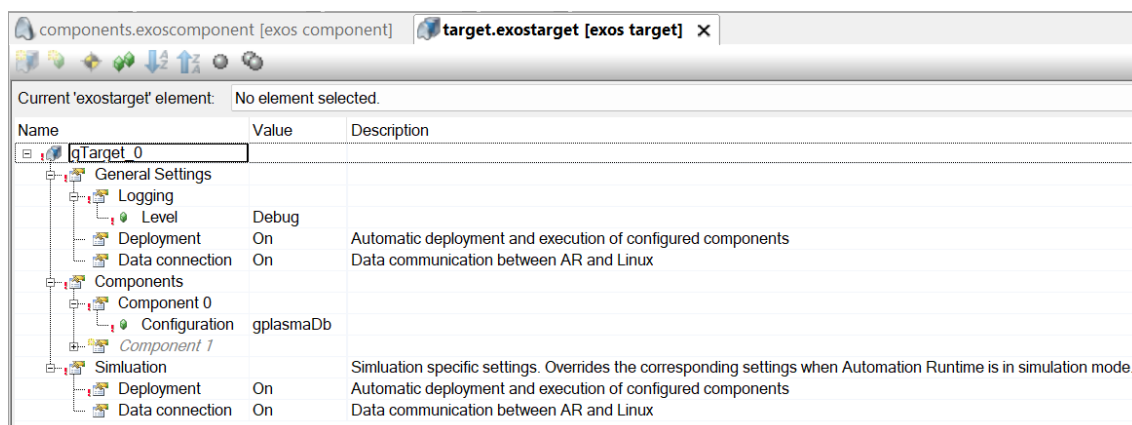 components.exoscomponent [exos component] target.exostarget [exos target]
Current 'exostarget' element: No element selected.
Name Value Description
gTarget_0
General Settings
Logging
Level Debug
Deployment On Automatic deployment and execution of configured components
Data connection On Data communication between AR and Linux
Components
Component 0
Configuration gplasmaDb
Component 1
Simluation Simluation specific settings. Overrides the corresponding settings when Automation Runtime is in simulation mode.
Deployment On Automatic deployment and execution of configured components
Data connection On Data communication between AR and Linux